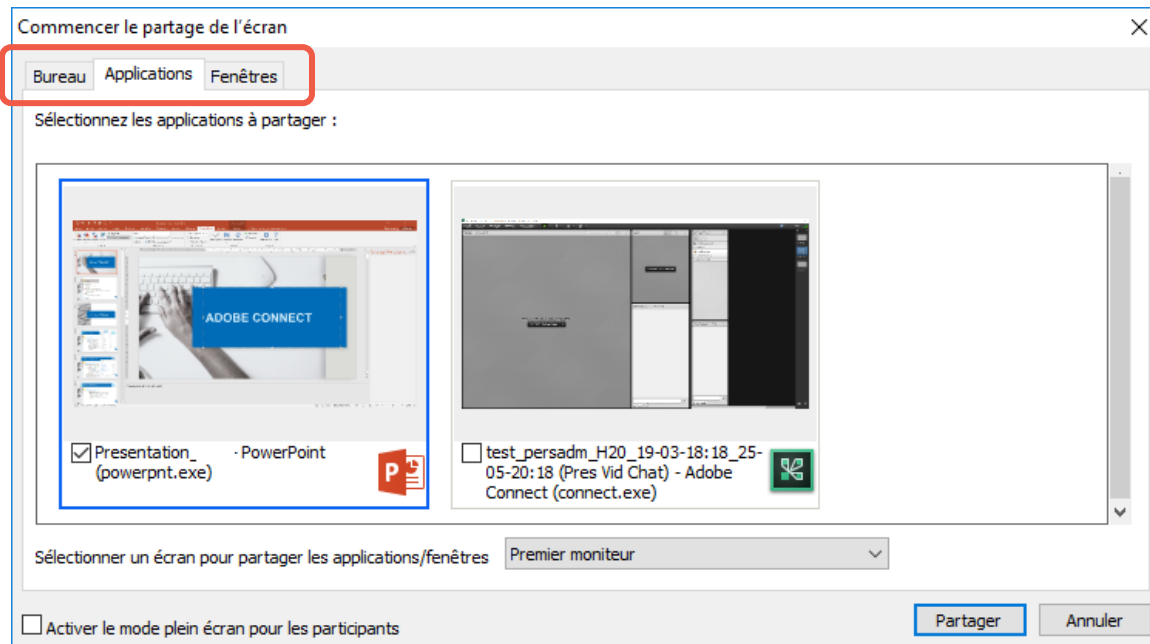 Commencer le partage de l'écran
Bureau Applications Fenêtres
Sélectionnez les applications à partager :
ADOBE CONNECT
Presentation_ - PowerPoint
(powerpnt.exe)
test_persadm_H20_19-03-18:18_25-
05-20:18 (Pres Vid Chat) - Adobe
Connect (connect.exe)
Sélectionner un écran pour partager les applications/fenêtres Premier moniteur
Activer le mode plein écran pour les participants
Partager Annuler